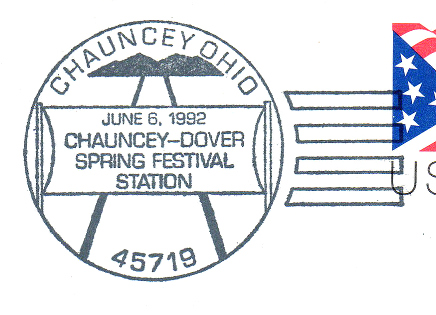 CHAUNCEY OHIO
JUNE 6, 1992
CHAUNCEY–DOVER
SPRING FESTIVAL
STATION
45719
US